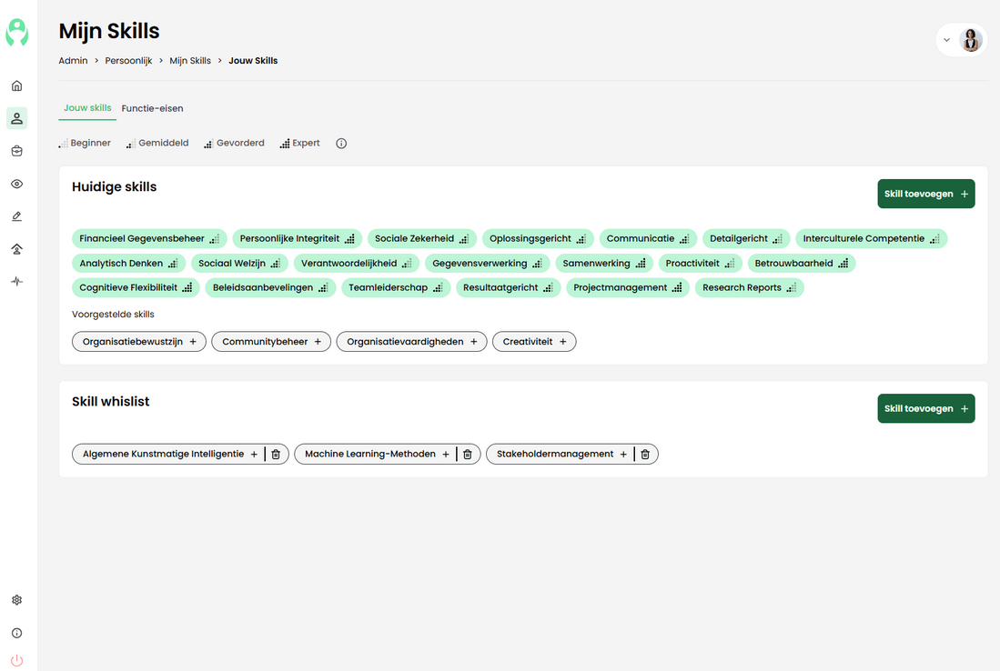 Mijn Skills
Admin > Persoonlijk > Mijn Skills > Jouw Skills
Jouw skills Functie-eisen
Beginner Gemiddeld Gevorderd Expert
Huidige skills
Skill toevoegen +
Financieel Gegevensbeheer Persoonlijke Integriteit Sociale Zekerheid Oplossingsgericht Communicatie Detailgericht Interculturele Competentie
Analytisch Denken Sociaal Welzijn Verantwoordelijkheid Gegevensverwerking Samenwerking Proactiviteit Betrouwbaarheid
Cognitieve Flexibiliteit Beleidsaanbevelingen Teamleiderschap Resultaatgericht Projectmanagement Research Reports
Voorgestelde skills
Organisatiebewustzijn + Communitybeheer + Organisatievaardigheden + Creativiteit +
Skill whislist
Skill toevoegen +
Algemene Kunstmatige Intelligentie + Machine Learning-Methoden + Stakeholdermanagement +